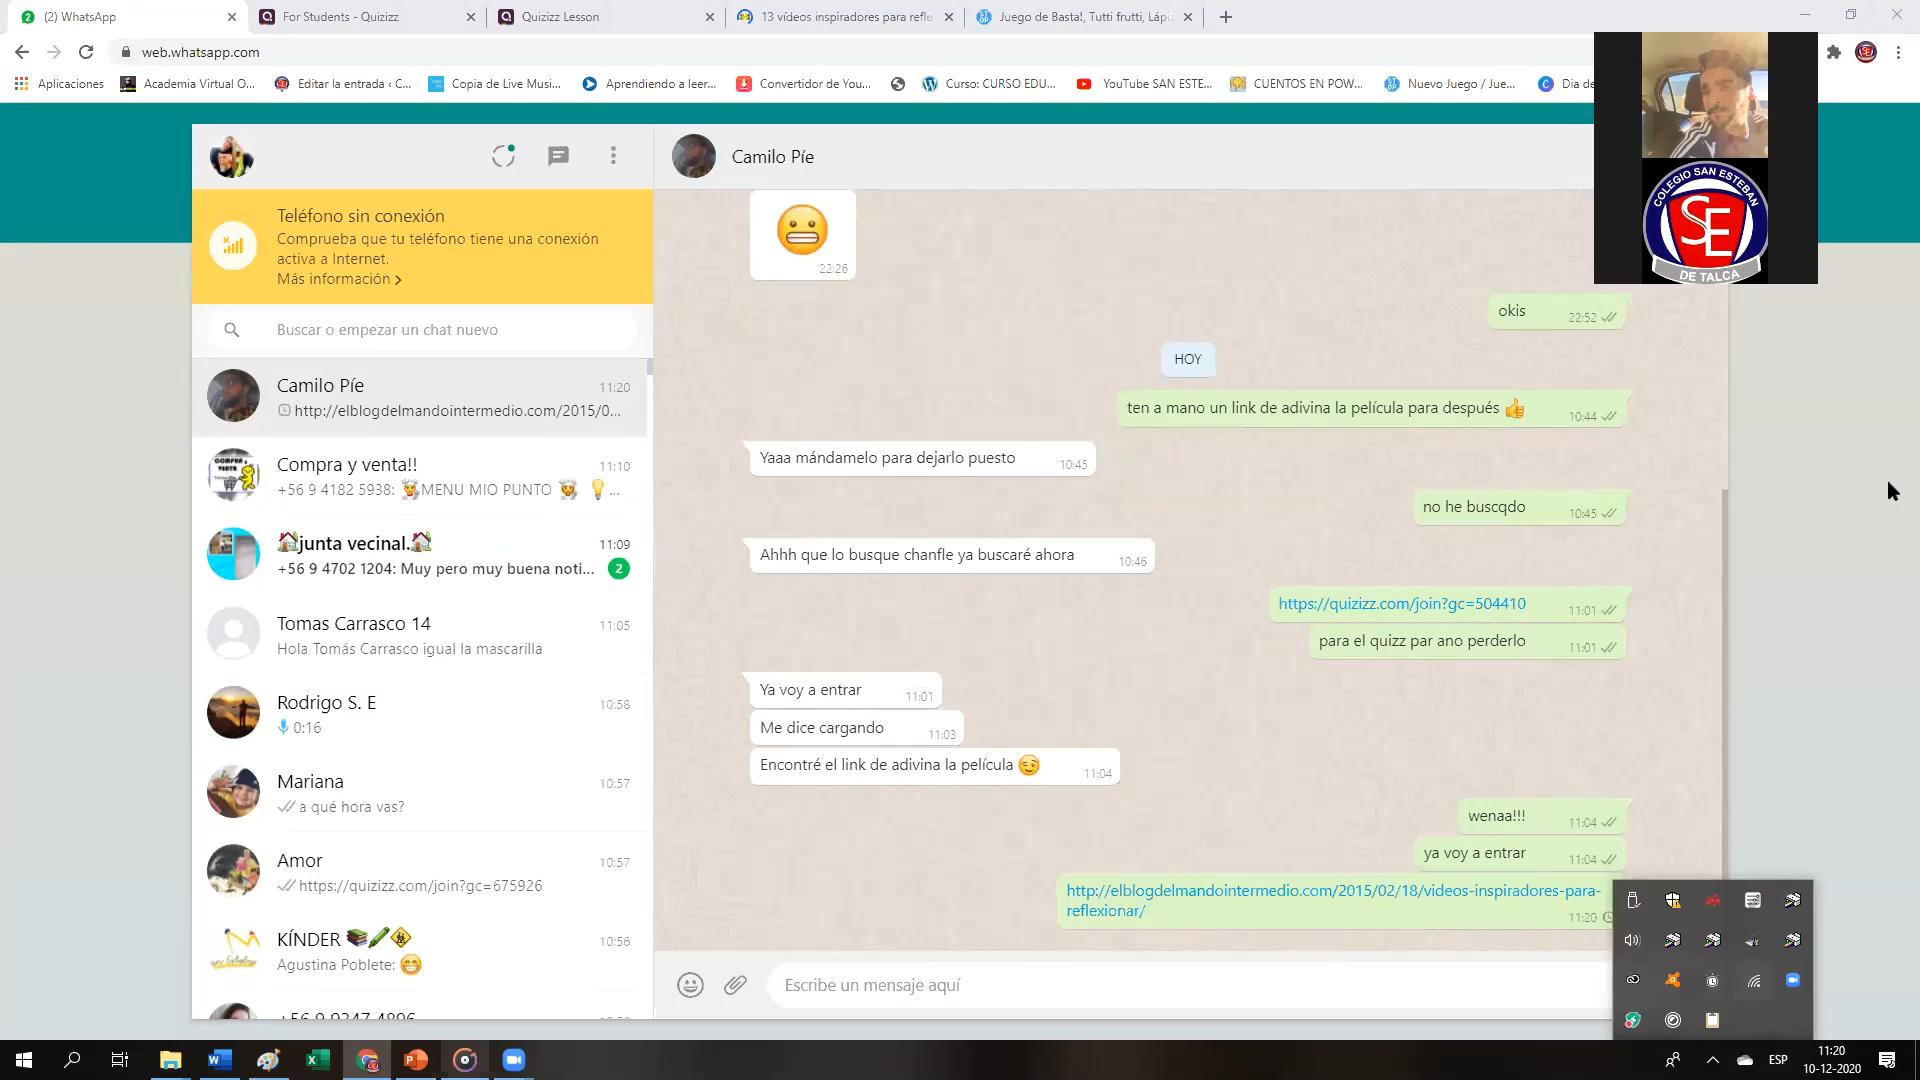 (2) WhatsApp
For Students - Quizizz
Quizizz Lesson
13 vídeos inspiradores para refle
Juego de Basta!, Tutti frutti, Lápi
web.whatsapp.com
Aplicaciones
Academia Virtual O...
Editar la entrada ‹ C...
Copia de Live Musi...
Aprendiendo a leer...
Convertidor de You...
Curso: CURSO EDU...
YouTube SAN ESTE...
CUENTOS EN POW...
Nuevo Juego / Jue...
Dia de
COLEGIO SAN ESTEBAN
SE
DE TALCA
Teléfono sin conexión
Comprueba que tu teléfono tiene una conexión
activa a Internet.
Más información
Buscar o empezar un chat nuevo
Camilo Píe 11:20
http://elblogdelmandointermedio.com/2015/0...
COMPRA
VENTA
Compra y venta!! 11:10
+56 9 4182 5938: 👨‍🍳MENU MIO PUNTO 👨‍🍳 💡...
🏠junta vecinal.🏠 11:09
+56 9 4702 1204: Muy pero muy buena noti... 2
Tomas Carrasco 14 11:05
Hola Tomás Carrasco igual la mascarilla
Rodrigo S. E 10:58
0:16
Mariana 10:57
a qué hora vas?
Amor 10:57
https://quizizz.com/join?gc=675926
KÍNDER 📚🖍️🚸 10:56
Agustina Poblete: 😁
+56 9 9347 4896
Camilo Píe
😬
22:26
okis 22:52
HOY
ten a mano un link de adivina la película para después 👍 10:44
Yaaa mándamelo para dejarlo puesto 10:45
no he buscqdo 10:45
Ahhh que lo busque chanfle ya buscaré ahora 10:46
https://quizizz.com/join?gc=504410 11:01
para el quizz par ano perderlo 11:01
Ya voy a entrar 11:01
Me dice cargando 11:03
Encontré el link de adivina la película 😉 11:04
wenaa!!! 11:04
ya voy a entrar 11:04
http://elblogdelmandointermedio.com/2015/02/18/videos-inspiradores-para-
reflexionar/ 11:20
Escribe un mensaje aquí
ESP
11:20
10-12-2020